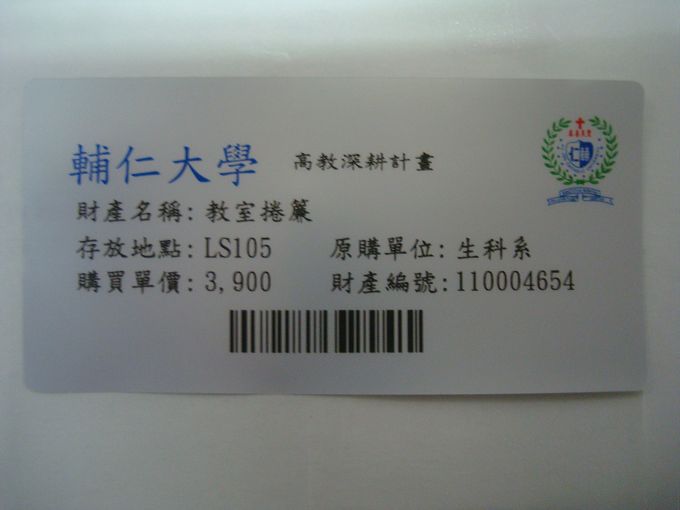 輔仁大學 高教深耕計畫
財產名稱: 教室捲簾
存放地點: LS105 原購單位: 生科系
購買單價: 3,900 財產編號: 110004654